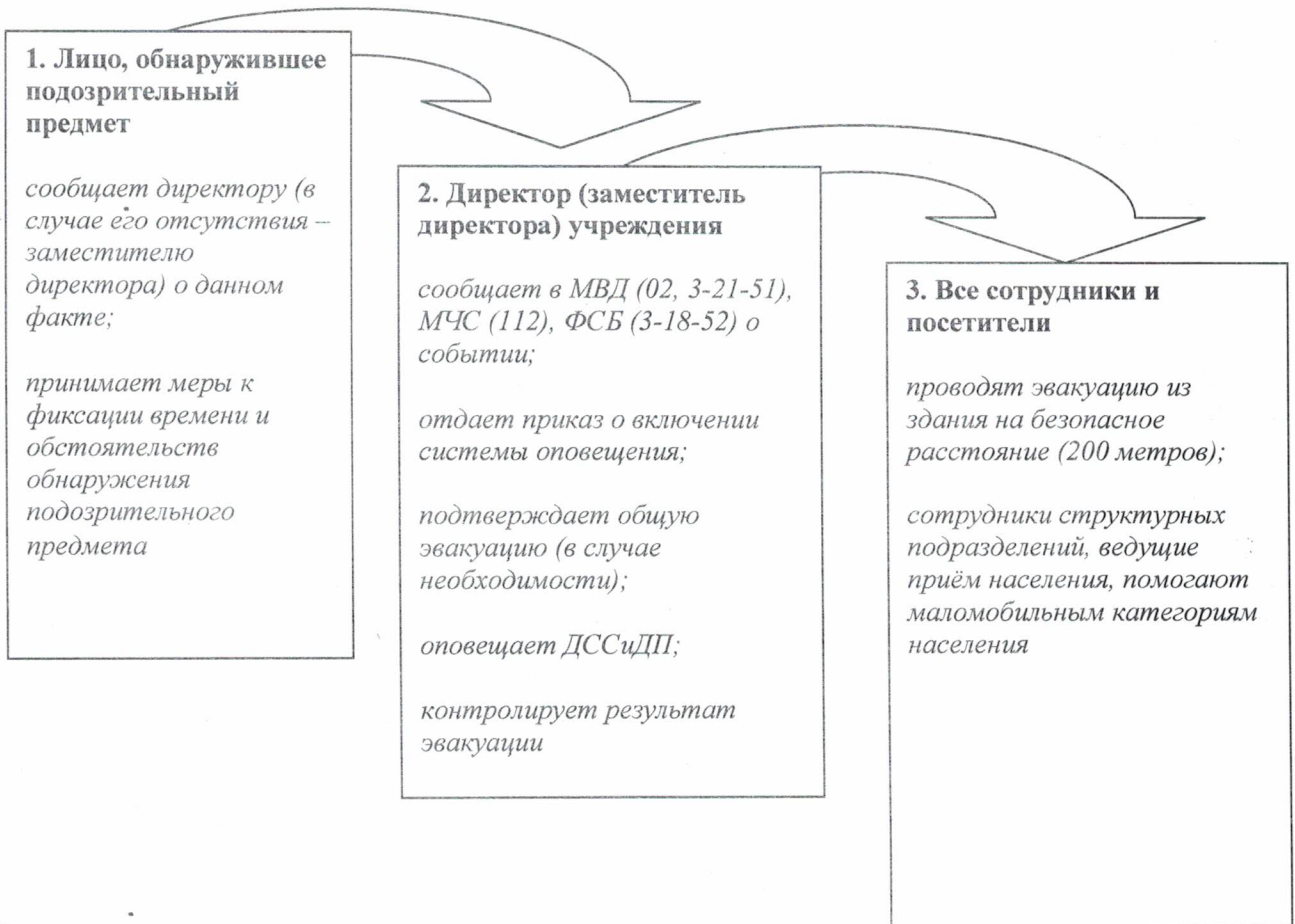 1. Лицо, обнаружившее
подозрительный
предмет
сообщает директору (в
случае его отсутствия –
заместителю
директора) о данном
факте;
принимает меры к
фиксации времени и
обстоятельств
обнаружения
подозрительного
предмета
2. Директор (заместитель
директора) учреждения
сообщает в МВД (02, 3-21-51),
МЧС (112), ФСБ (3-18-52) о
событии;
отдает приказ о включении
системы оповещения;
подтверждает общую
эвакуацию (в случае
необходимости);
оповещает ДССиДП;
контролирует результат
эвакуации
3. Все сотрудники и
посетители
проводят эвакуацию из
здания на безопасное
расстояние (200 метров);
сотрудники структурных
подразделений, ведущие
приём населения, помогают
маломобильным категориям
населения